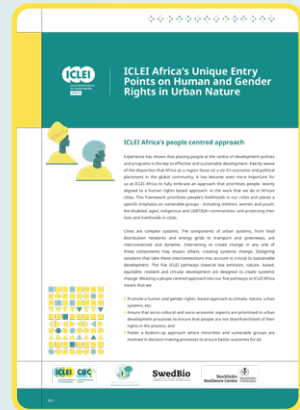 ICLEI
Local Governments
for Sustainability
AFRICA
ICLEI Africa's Unique Entry
Points on Human and Gender
Rights in Urban Nature
ICLEI Africa's people centred approach
Experience has shown that placing people at the centre of development policies
and programs is the key to effective and sustainable development. Keenly aware
of the disparities that Africa as a region faces vis a vis it's economic and political
placement in the global community. It has become even more important for
us at ICLEI Africa to fully embrace an approach that prioritises people keenly
aligned to a human rights based approach in the work that we do in african
cities. This framework prioritises people's livelihoods in our cities and places a
specific emphasis on vulnerable groups - including children, women and youth,
the disabled, aged, indigenous and LGBTIQA+ communities- and protecting their
lives and livelihoods in cities.
Cities are complex systems. The components of urban systems, from food
distribution networks and energy grids to transport and greenways, are
interconnected and dynamic. Intervening to create change in any one of
these components may impact others, creating systemic change. Designing
solutions that take these interconnections into account is critical to sustainable
development. The five ICLEI pathways towards low emission, nature- based,
equitable, resilient and circular development are designed to create systemic
change. Weaving a people centred approach into our five pathways at ICLEI Africa
means that we:
Promote a human and gender rights- based approach to climate, nature, urban
systems, etc;
Ensure that socio-cultural and socio-economic aspects are prioritised in urban
development processes to ensure that people are not disenfranchised of their
rights in the process; and
Foster a bottom-up approach where minorities and vulnerable groups are
involved in decision-making processes to ensure better outcomes for all.
ICLEI
CBC
SwedBio
Stockholm
Resilience Centre
Stockholm
University